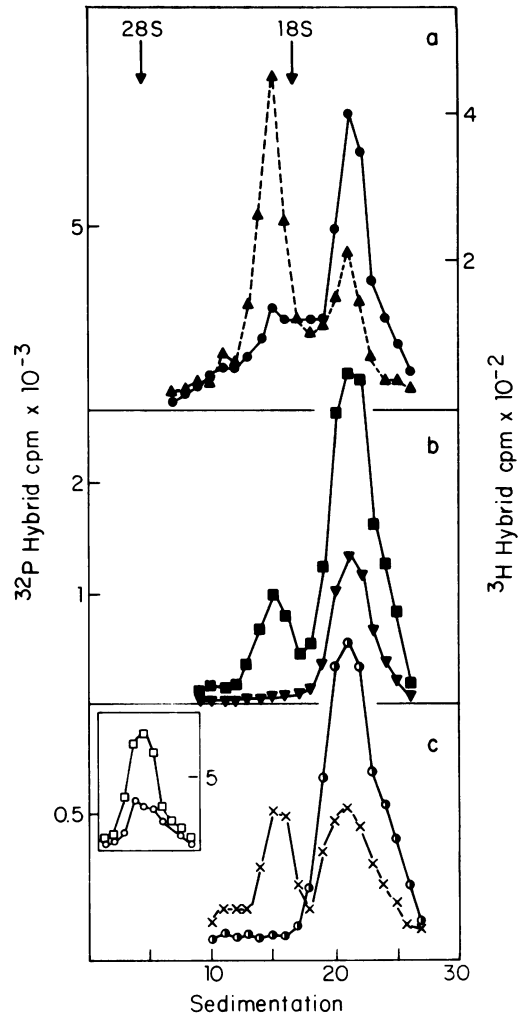 28S
18S
a
5
4
2
b
2
1
³²P Hybrid cpm x 10⁻³
³H Hybrid cpm x 10⁻²
c
5
0.5
10
20
30
Sedimentation